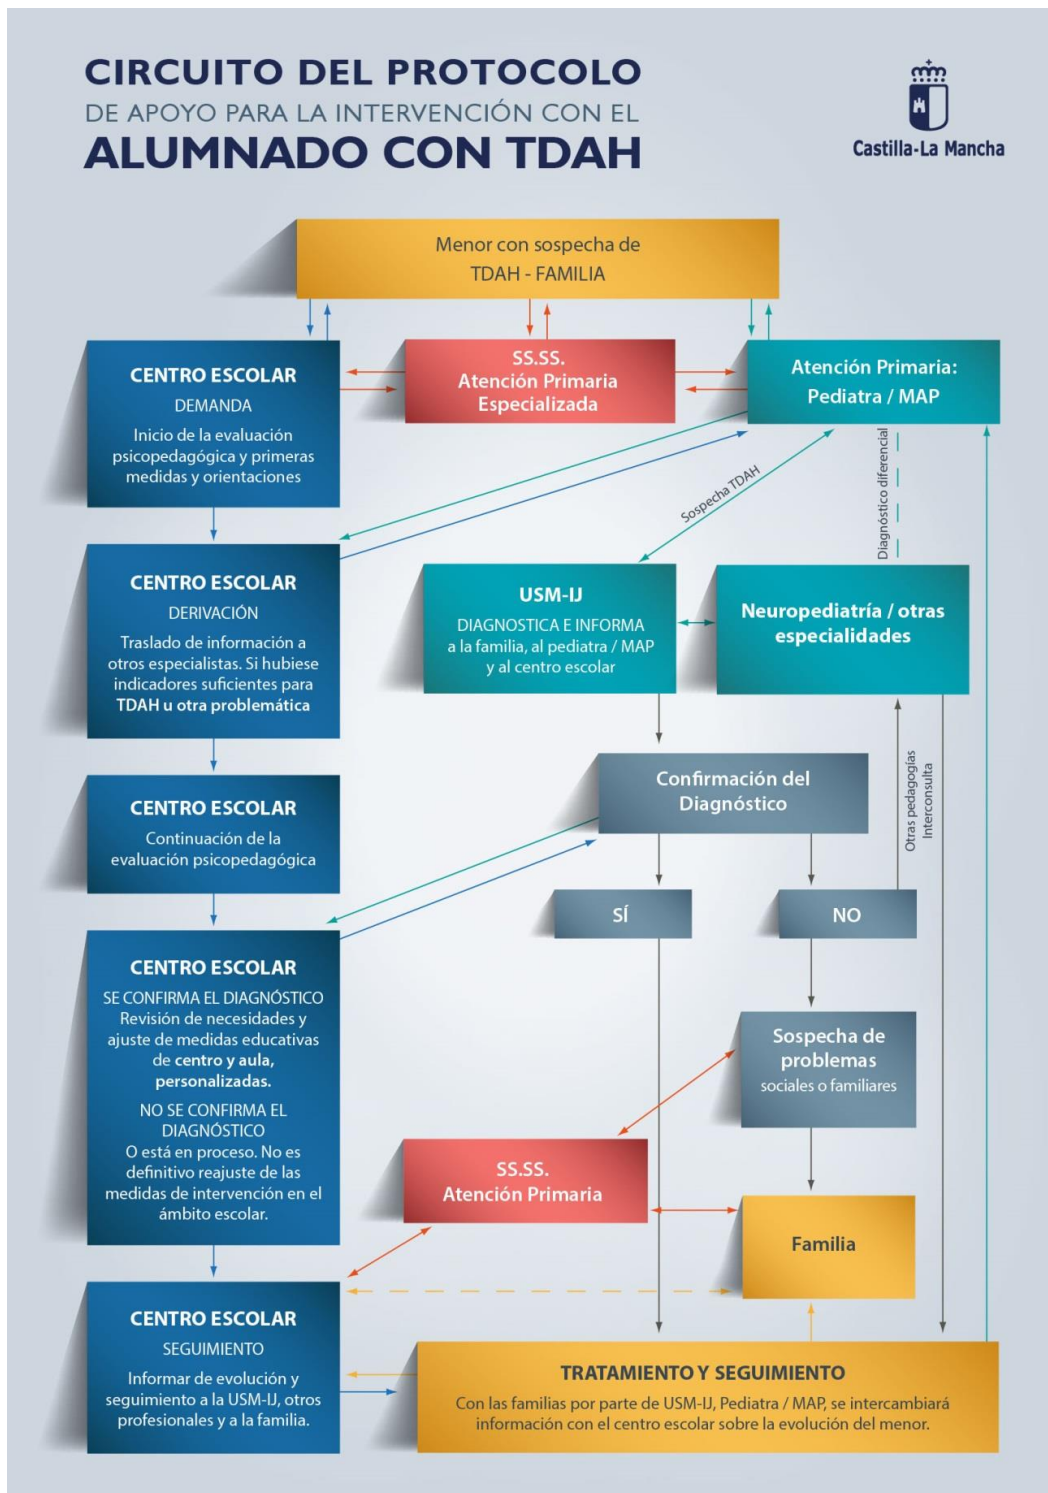 CIRCUITO DEL PROTOCOLO
DE APOYO PARA LA INTERVENCIÓN CON EL
ALUMNADO CON TDAH
Castilla-La Mancha
Menor con sospecha de
TDAH - FAMILIA
CENTRO ESCOLAR
DEMANDA
Inicio de la evaluación
psicopedagógica y primeras
medidas y orientaciones
SS.SS.
Atención Primaria
Especializada
Atención Primaria:
Pediatra / MAP
Sospecha TDAH
Diagnóstico diferencial
CENTRO ESCOLAR
DERIVACIÓN
Traslado de información a
otros especialistas. Si hubiese
indicadores suficientes para
TDAH u otra problemática
USM-IJ
DIAGNOSTICA E INFORMA
a la familia, al pediatra / MAP
y al centro escolar
Neuropediatría / otras
especialidades
CENTRO ESCOLAR
Continuación de la
evaluación psicopedagógica
Confirmación del
Diagnóstico
Otras pedagogías
Interconsulta
SÍ
NO
CENTRO ESCOLAR
SE CONFIRMA EL DIAGNÓSTICO
Revisión de necesidades y
ajuste de medidas educativas
de centro y aula,
personalizadas.
NO SE CONFIRMA EL
DIAGNÓSTICO
O está en proceso. No es
definitivo reajuste de las
medidas de intervención en el
ámbito escolar.
Sospecha de
problemas
sociales o familiares
SS.SS.
Atención Primaria
Familia
CENTRO ESCOLAR
SEGUIMIENTO
Informar de evolución y
seguimiento a la USM-IJ, otros
profesionales y a la familia.
TRATAMIENTO Y SEGUIMIENTO
Con las familias por parte de USM-IJ, Pediatra / MAP, se intercambiará
información con el centro escolar sobre la evolución del menor.